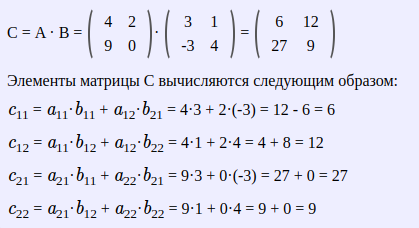 C = A · B = ( 4 2 ) · ( 3 1 ) = ( 6 12 )
( 9 0 ) ( -3 4 ) ( 27 9 )
Элементы матрицы C вычисляются следующим образом:
c11 = a11·b11 + a12·b21 = 4·3 + 2·(-3) = 12 - 6 = 6
c12 = a11·b12 + a12·b22 = 4·1 + 2·4 = 4 + 8 = 12
c21 = a21·b11 + a22·b21 = 9·3 + 0·(-3) = 27 + 0 = 27
c22 = a21·b12 + a22·b22 = 9·1 + 0·4 = 9 + 0 = 9